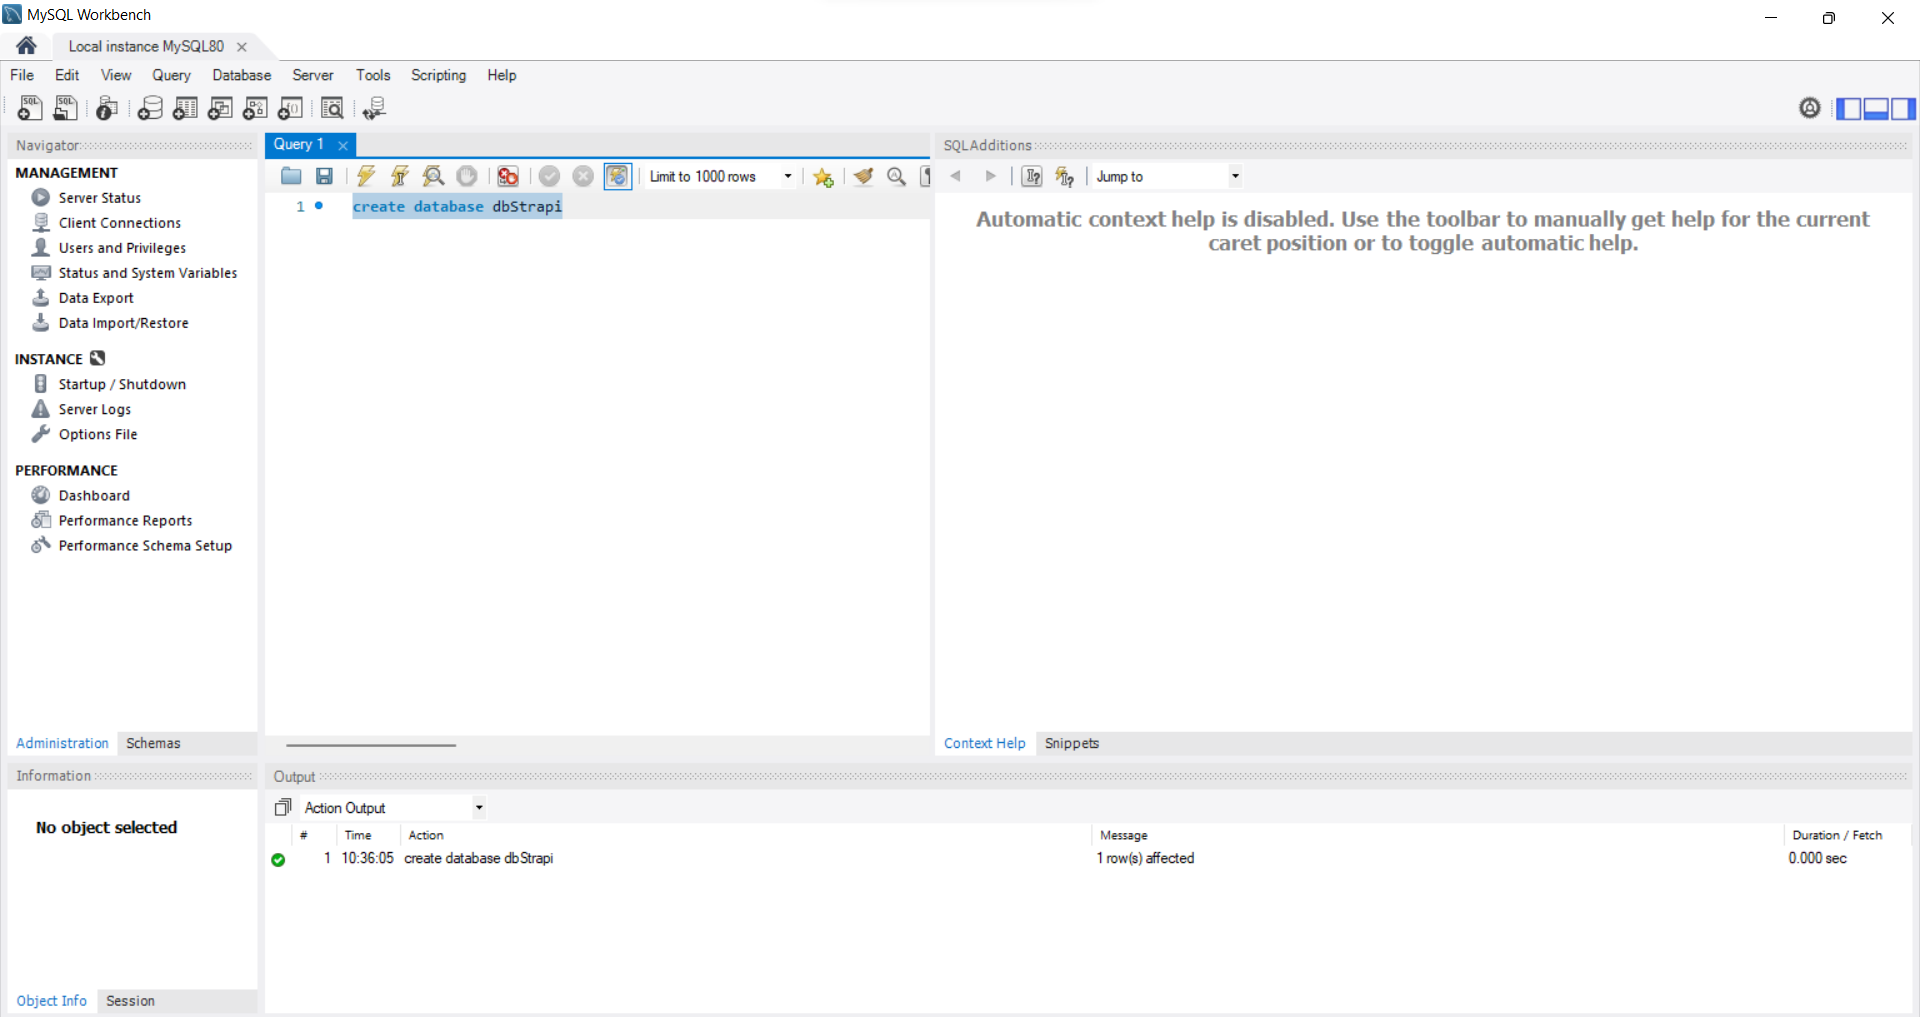 MySQL Workbench
Local instance MySQL80
File Edit View Query Database Server Tools Scripting Help
Navigator
MANAGEMENT
Server Status
Client Connections
Users and Privileges
Status and System Variables
Data Export
Data Import/Restore
INSTANCE
Startup / Shutdown
Server Logs
Options File
PERFORMANCE
Dashboard
Performance Reports
Performance Schema Setup
Administration Schemas
Information
No object selected
Object Info Session
Query 1
Limit to 1000 rows
1 create database dbStrapi
SQLAdditions
Jump to
Automatic context help is disabled. Use the toolbar to manually get help for the current
caret position or to toggle automatic help.
Context Help Snippets
Output
Action Output
# Time Action Message Duration / Fetch
1 10:36:05 create database dbStrapi 1 row(s) affected 0.000 sec